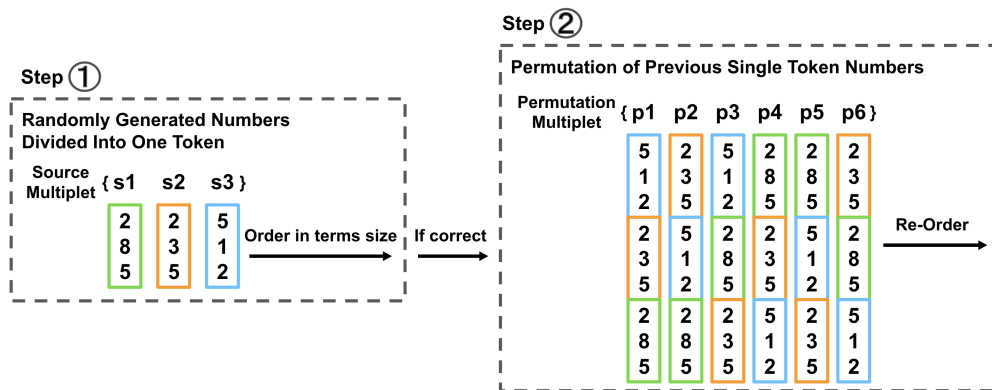 Step ①
Randomly Generated Numbers
Divided Into One Token
Source
Multiplet
{ s1 s2 s3 }
2 2 5
8 3 1
5 5 2
Order in terms size
If correct
Step ②
Permutation of Previous Single Token Numbers
Permutation
Multiplet
{ p1 p2 p3 p4 p5 p6 }
5 2 5 2 2 2
1 3 1 8 8 3
2 5 2 5 5 5
2 5 2 2 5 2
3 1 8 3 1 8
5 2 5 5 2 5
2 2 2 5 2 5
8 8 3 1 3 1
5 5 5 2 5 2
Re-Order